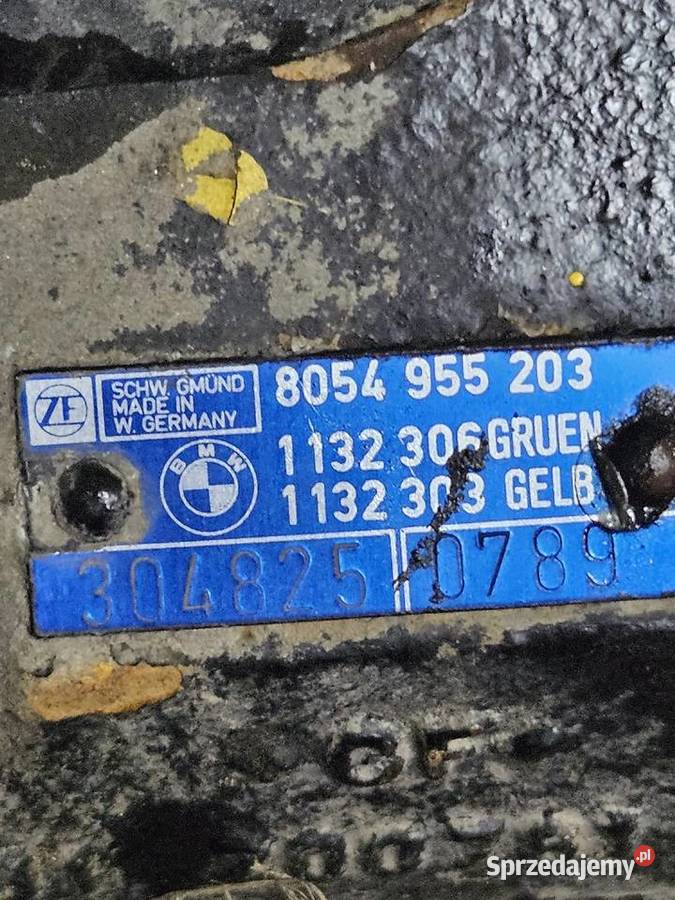 ZF
SCHW. GMÜND
MADE IN
W. GERMANY
8054 955 203
BMW
1132 306 GRUEN
1132 303 GELB
304825
0789
Sprzedajemy.pl